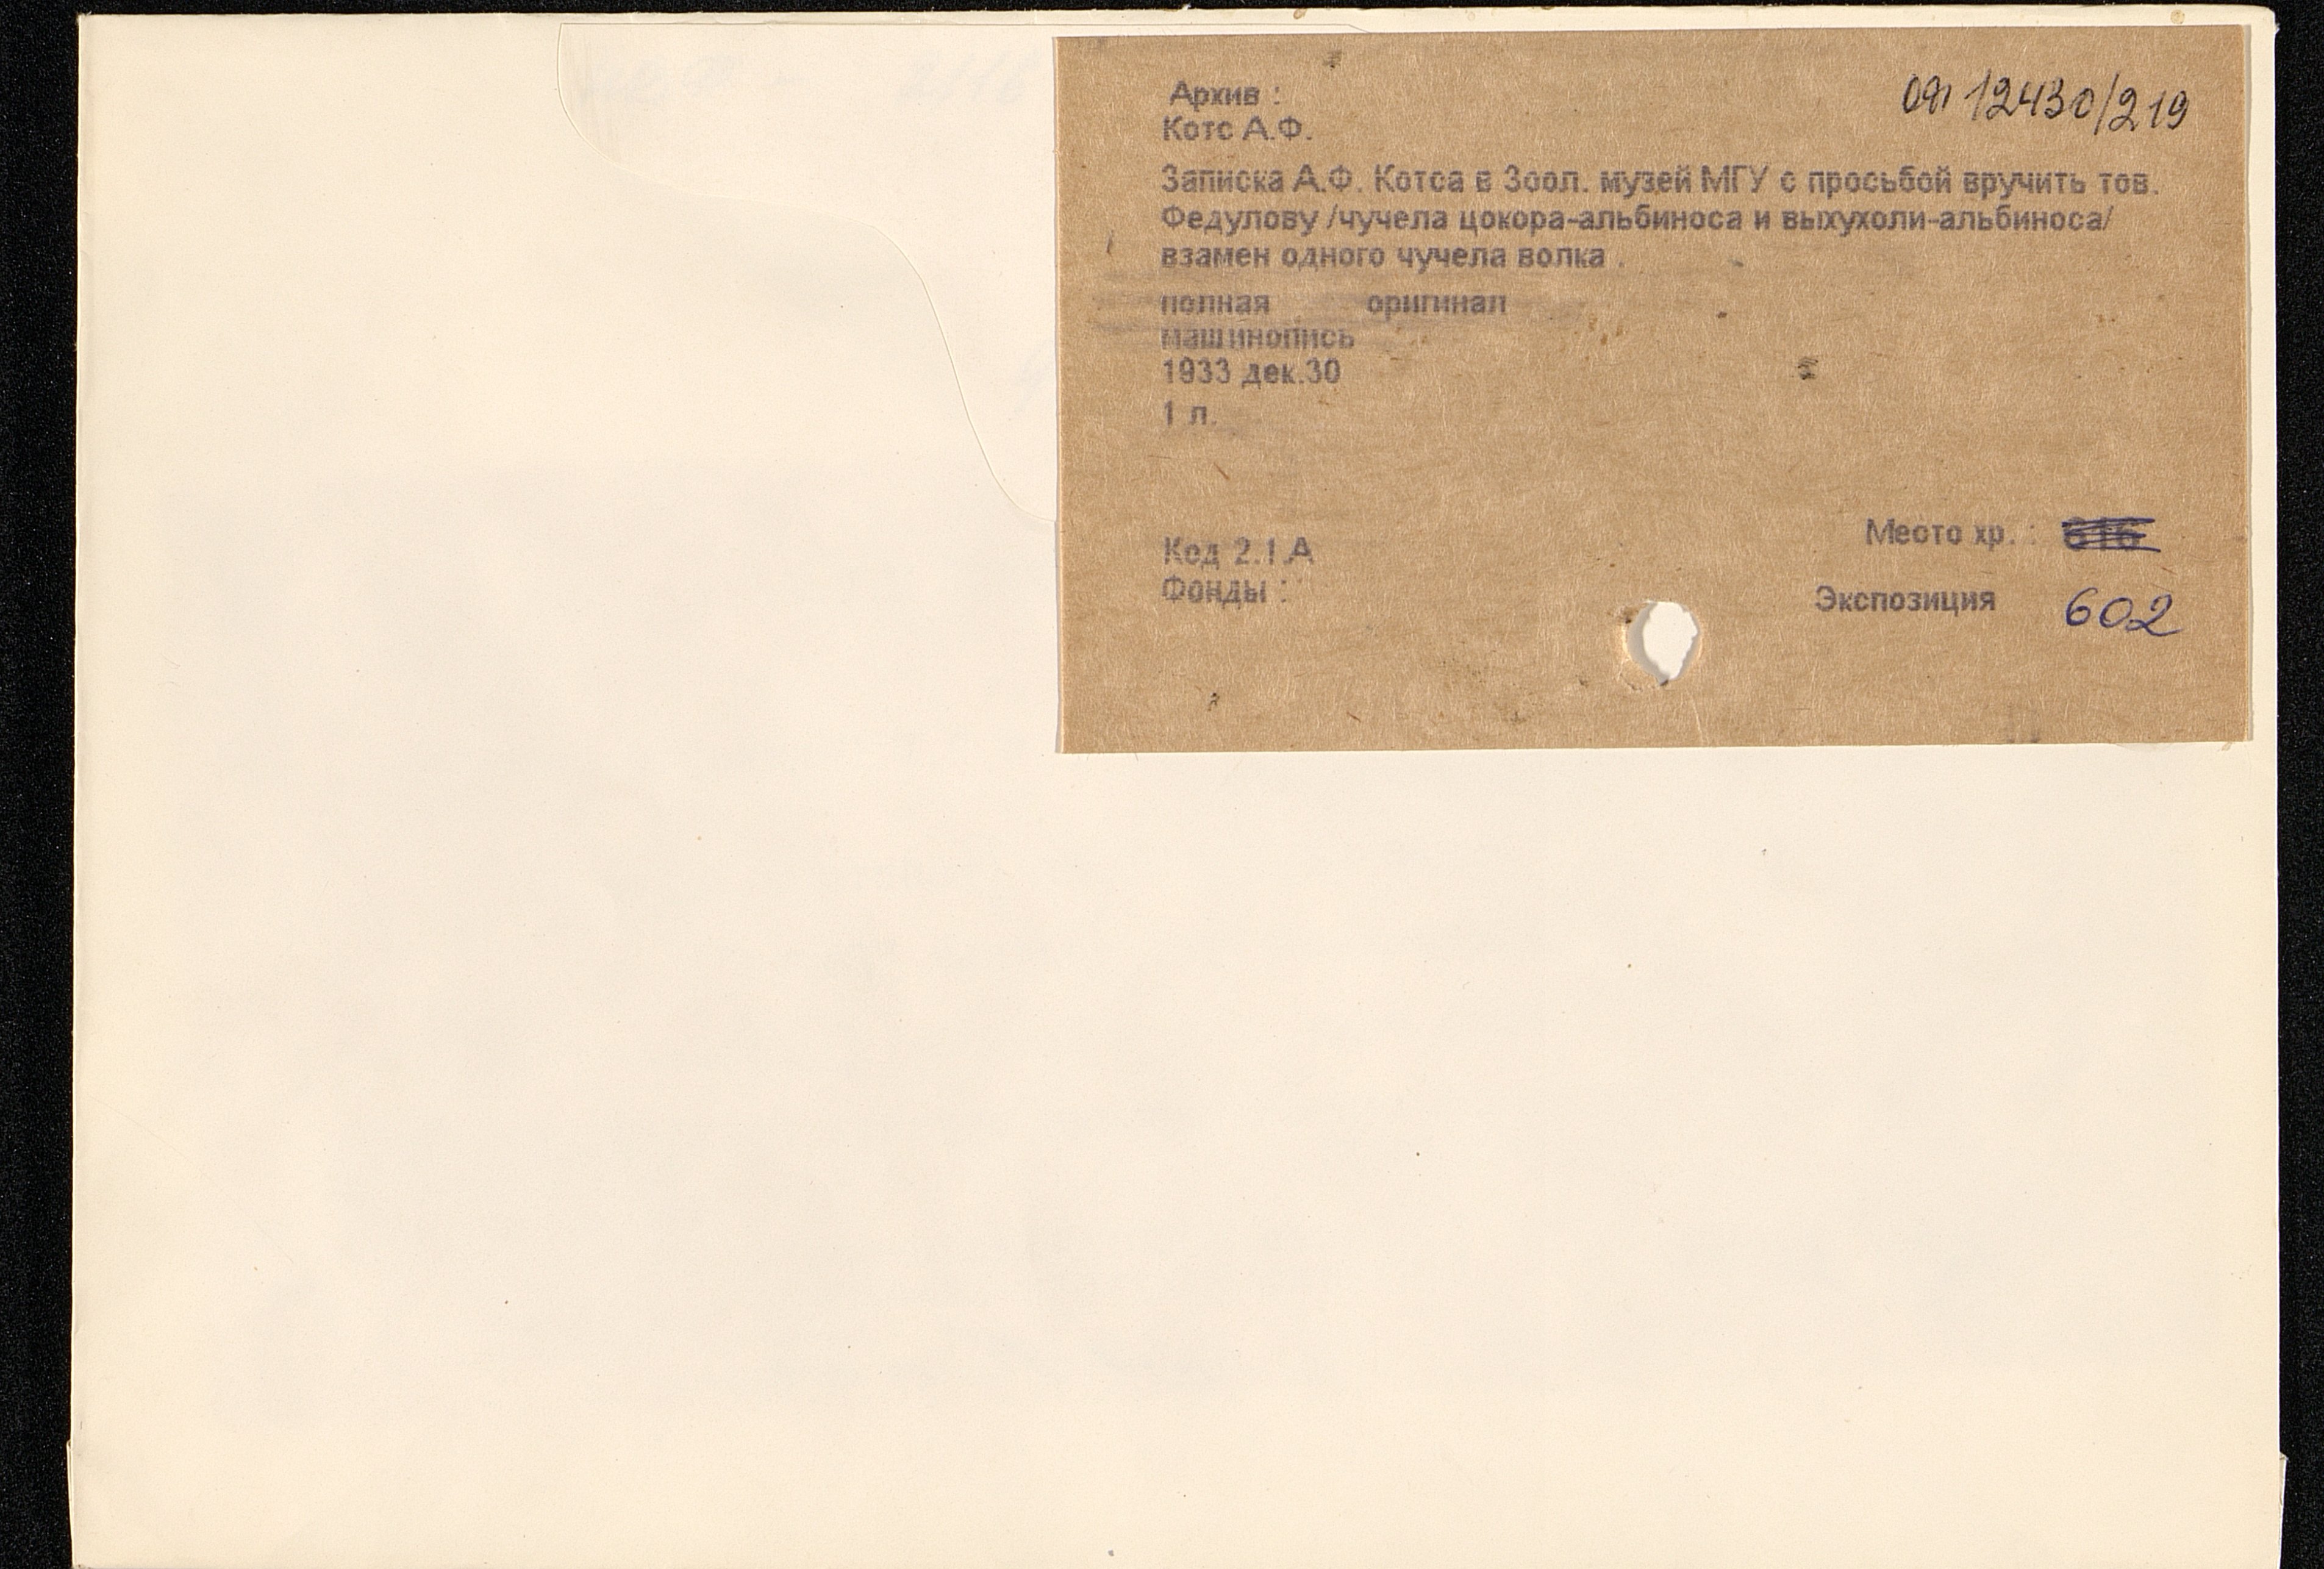 Архив :
12430/219
Котс А.Ф.
Записка А.Ф. Котса в Зоол. музей МГУ с просьбой вручить тов.
Федулову /чучела цокора-альбиноса и выхухоли-альбиноса/
взамен одного чучела волка .
полная оригинал
машинопись
1933 дек.30
1 л.
Место хр. : 616
Код 2.1.А
Фонды :
Экспозиция 602